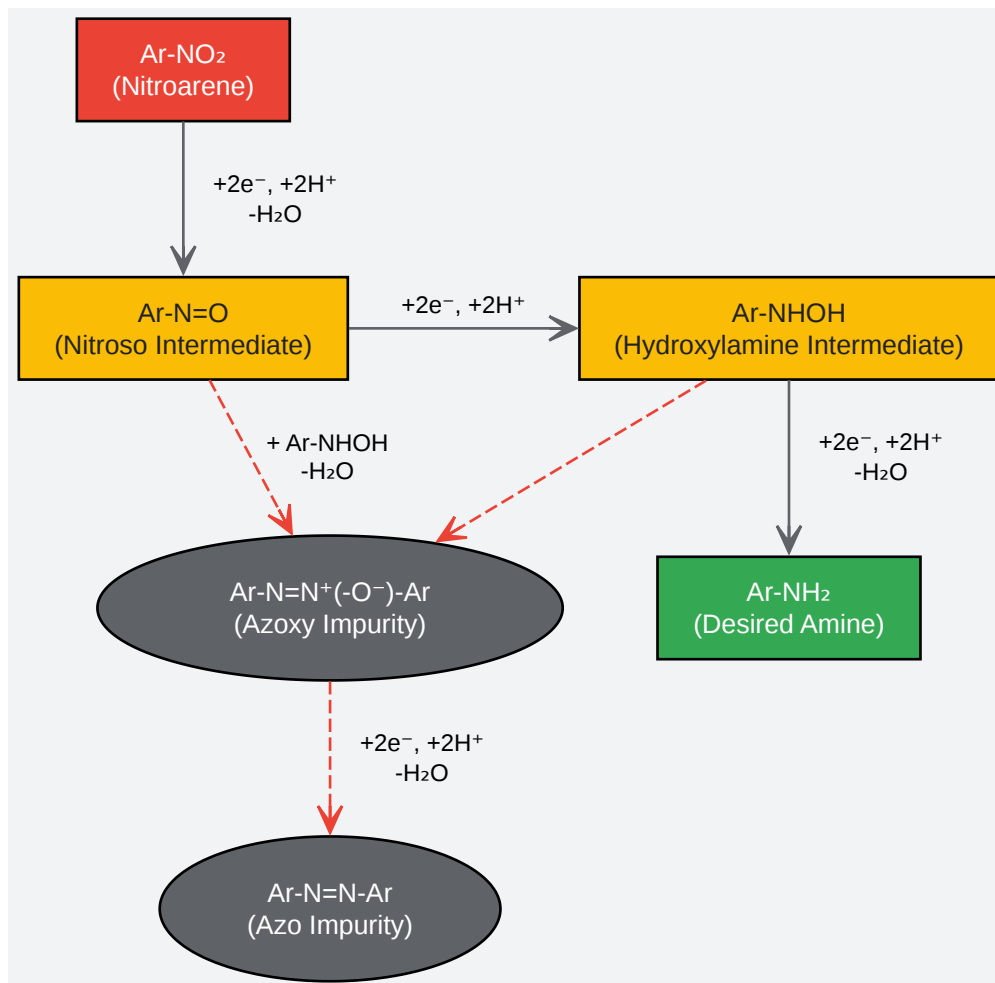 Ar-NO₂
(Nitroarene)
+2e⁻, +2H⁺
-H₂O
Ar-N=O
(Nitroso Intermediate)
+2e⁻, +2H⁺
Ar-NHOH
(Hydroxylamine Intermediate)
+ Ar-NHOH
-H₂O
+2e⁻, +2H⁺
-H₂O
Ar-N=N⁺(-O⁻)-Ar
(Azoxy Impurity)
Ar-NH₂
(Desired Amine)
+2e⁻, +2H⁺
-H₂O
Ar-N=N-Ar
(Azo Impurity)